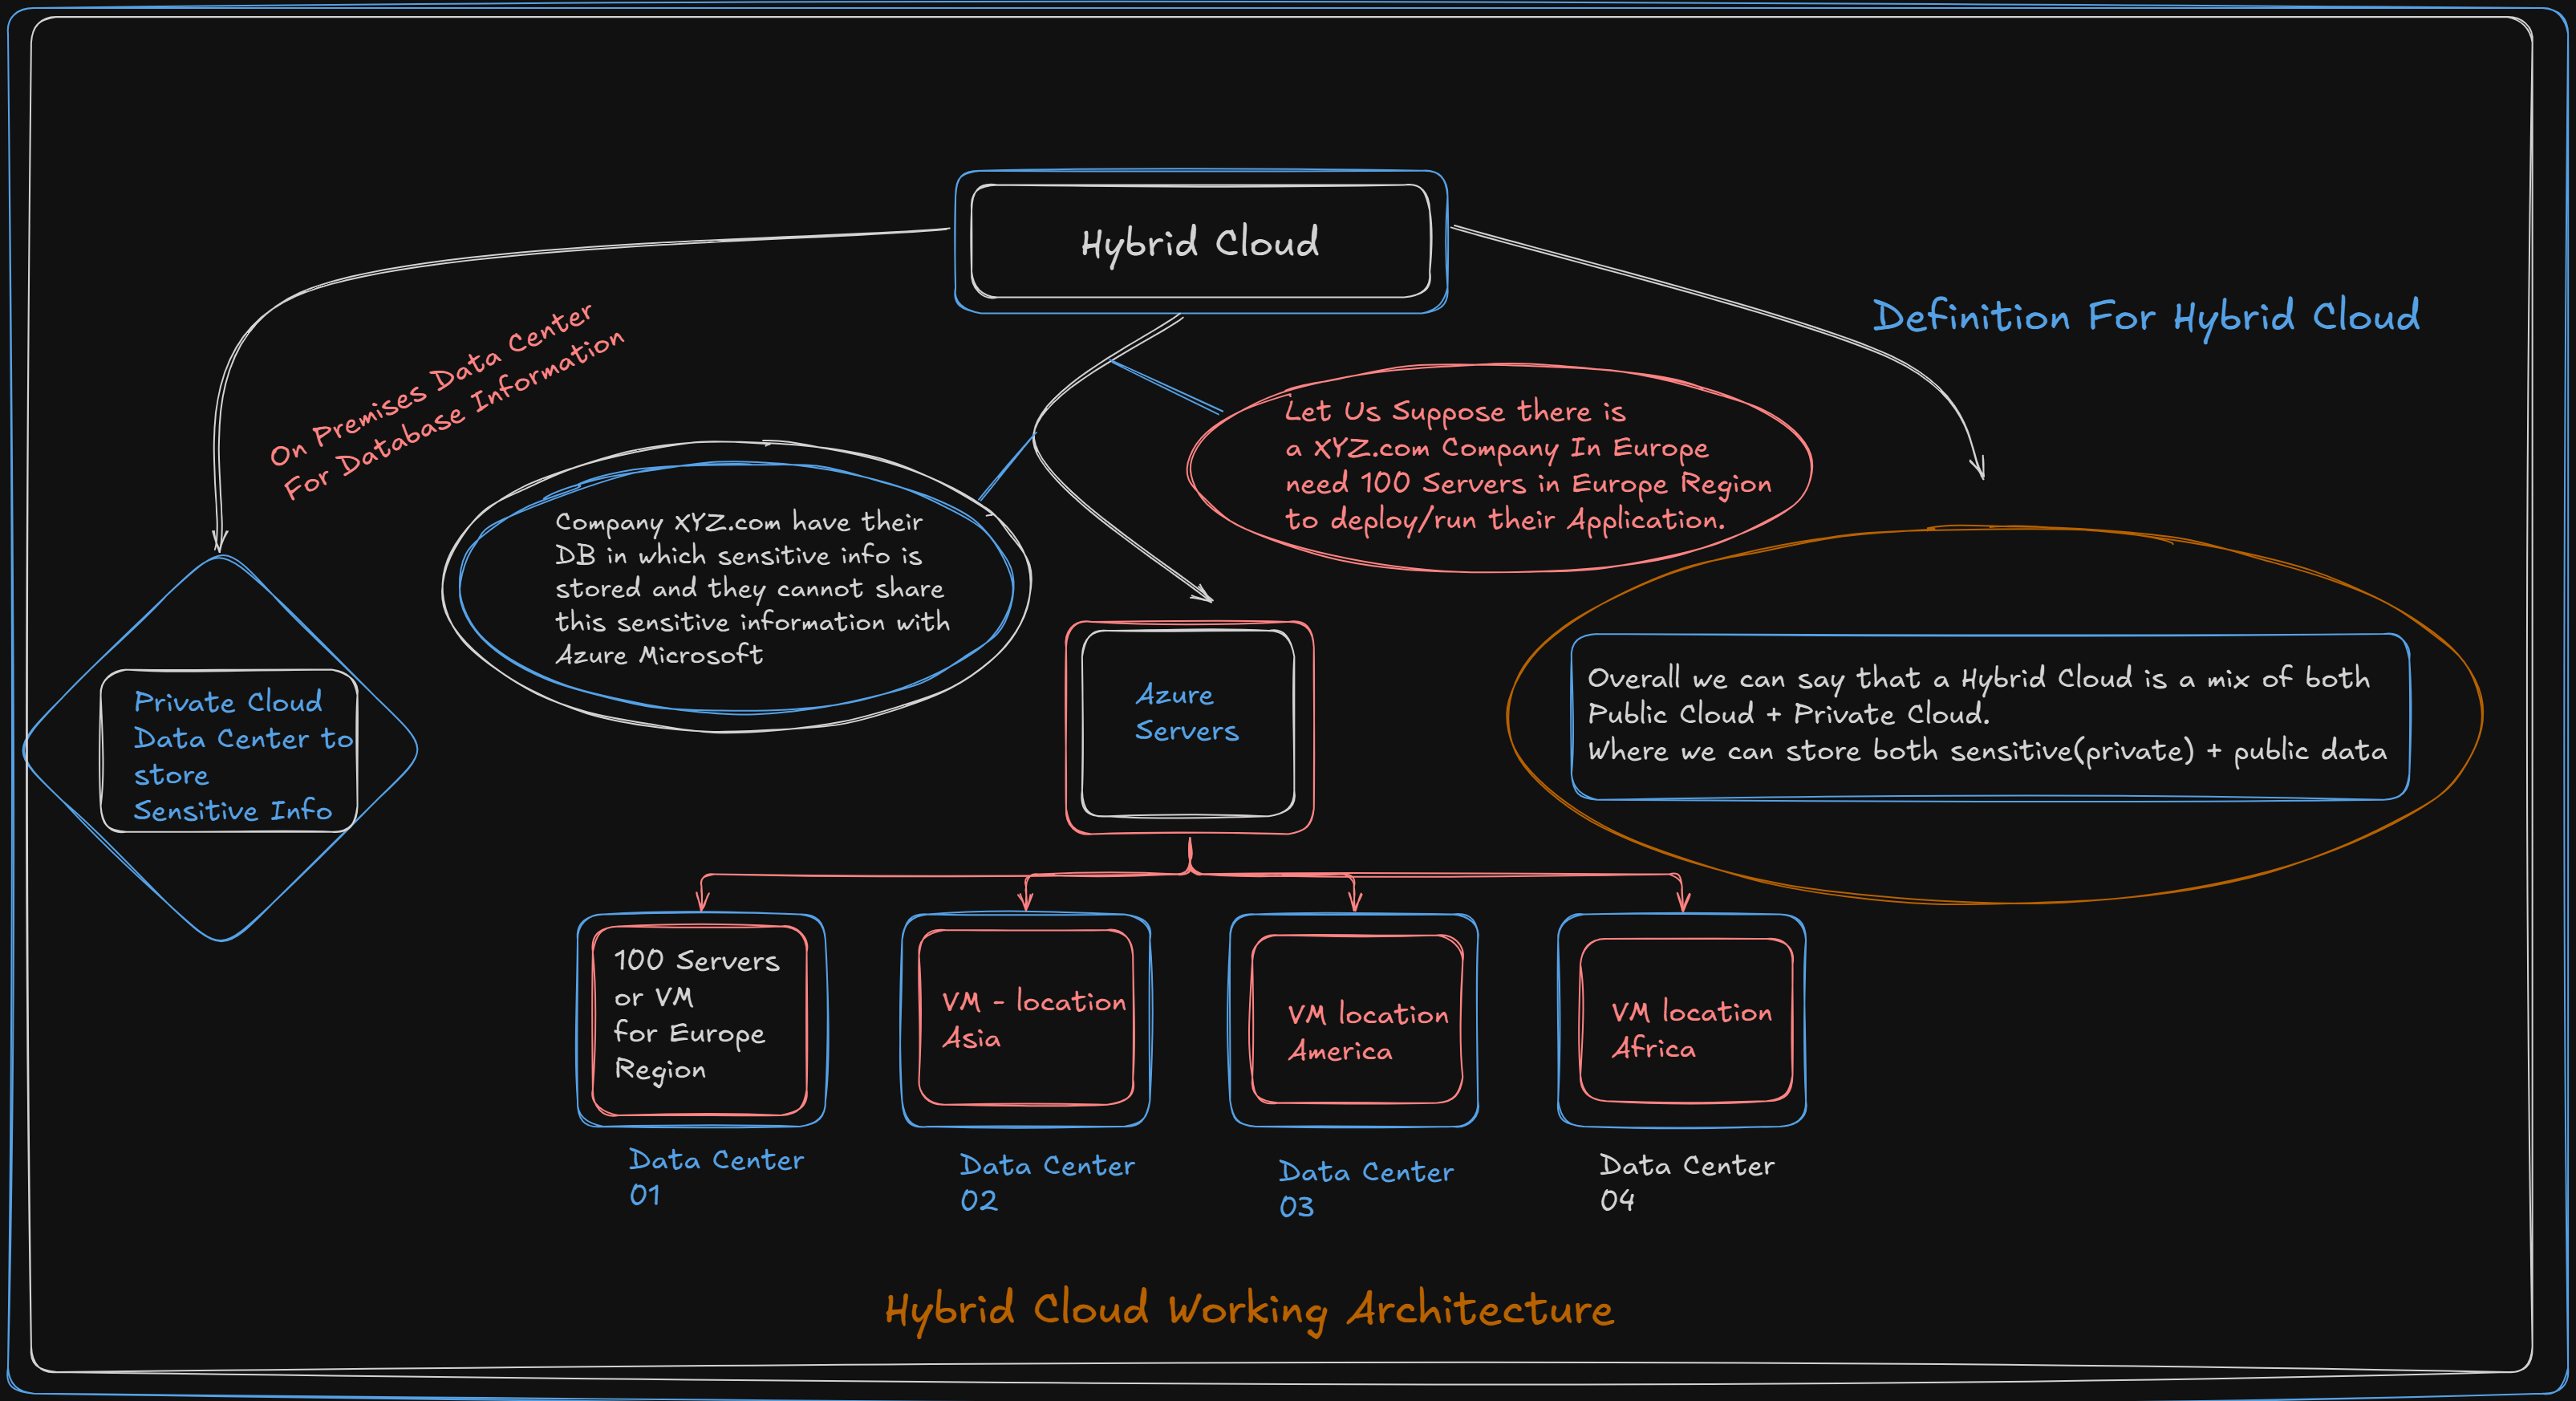 Hybrid Cloud
Definition For Hybrid Cloud
On Premises Data Center
For Database Information
Let Us Suppose there is
a XYZ.com Company In Europe
need 100 Servers in Europe Region
to deploy/run their Application.
Company XYZ.com have their
DB in which sensitive info is
stored and they cannot share
this sensitive information with
Azure Microsoft
Private Cloud
Data Center to
store
Sensitive Info
Azure
Servers
Overall we can say that a Hybrid Cloud is a mix of both
Public Cloud + Private Cloud.
Where we can store both sensitive(private) + public data
100 Servers
or VM
for Europe
Region
VM - location
Asia
VM location
America
VM location
Africa
Data Center
01
Data Center
02
Data Center
03
Data Center
04
Hybrid Cloud Working Architecture